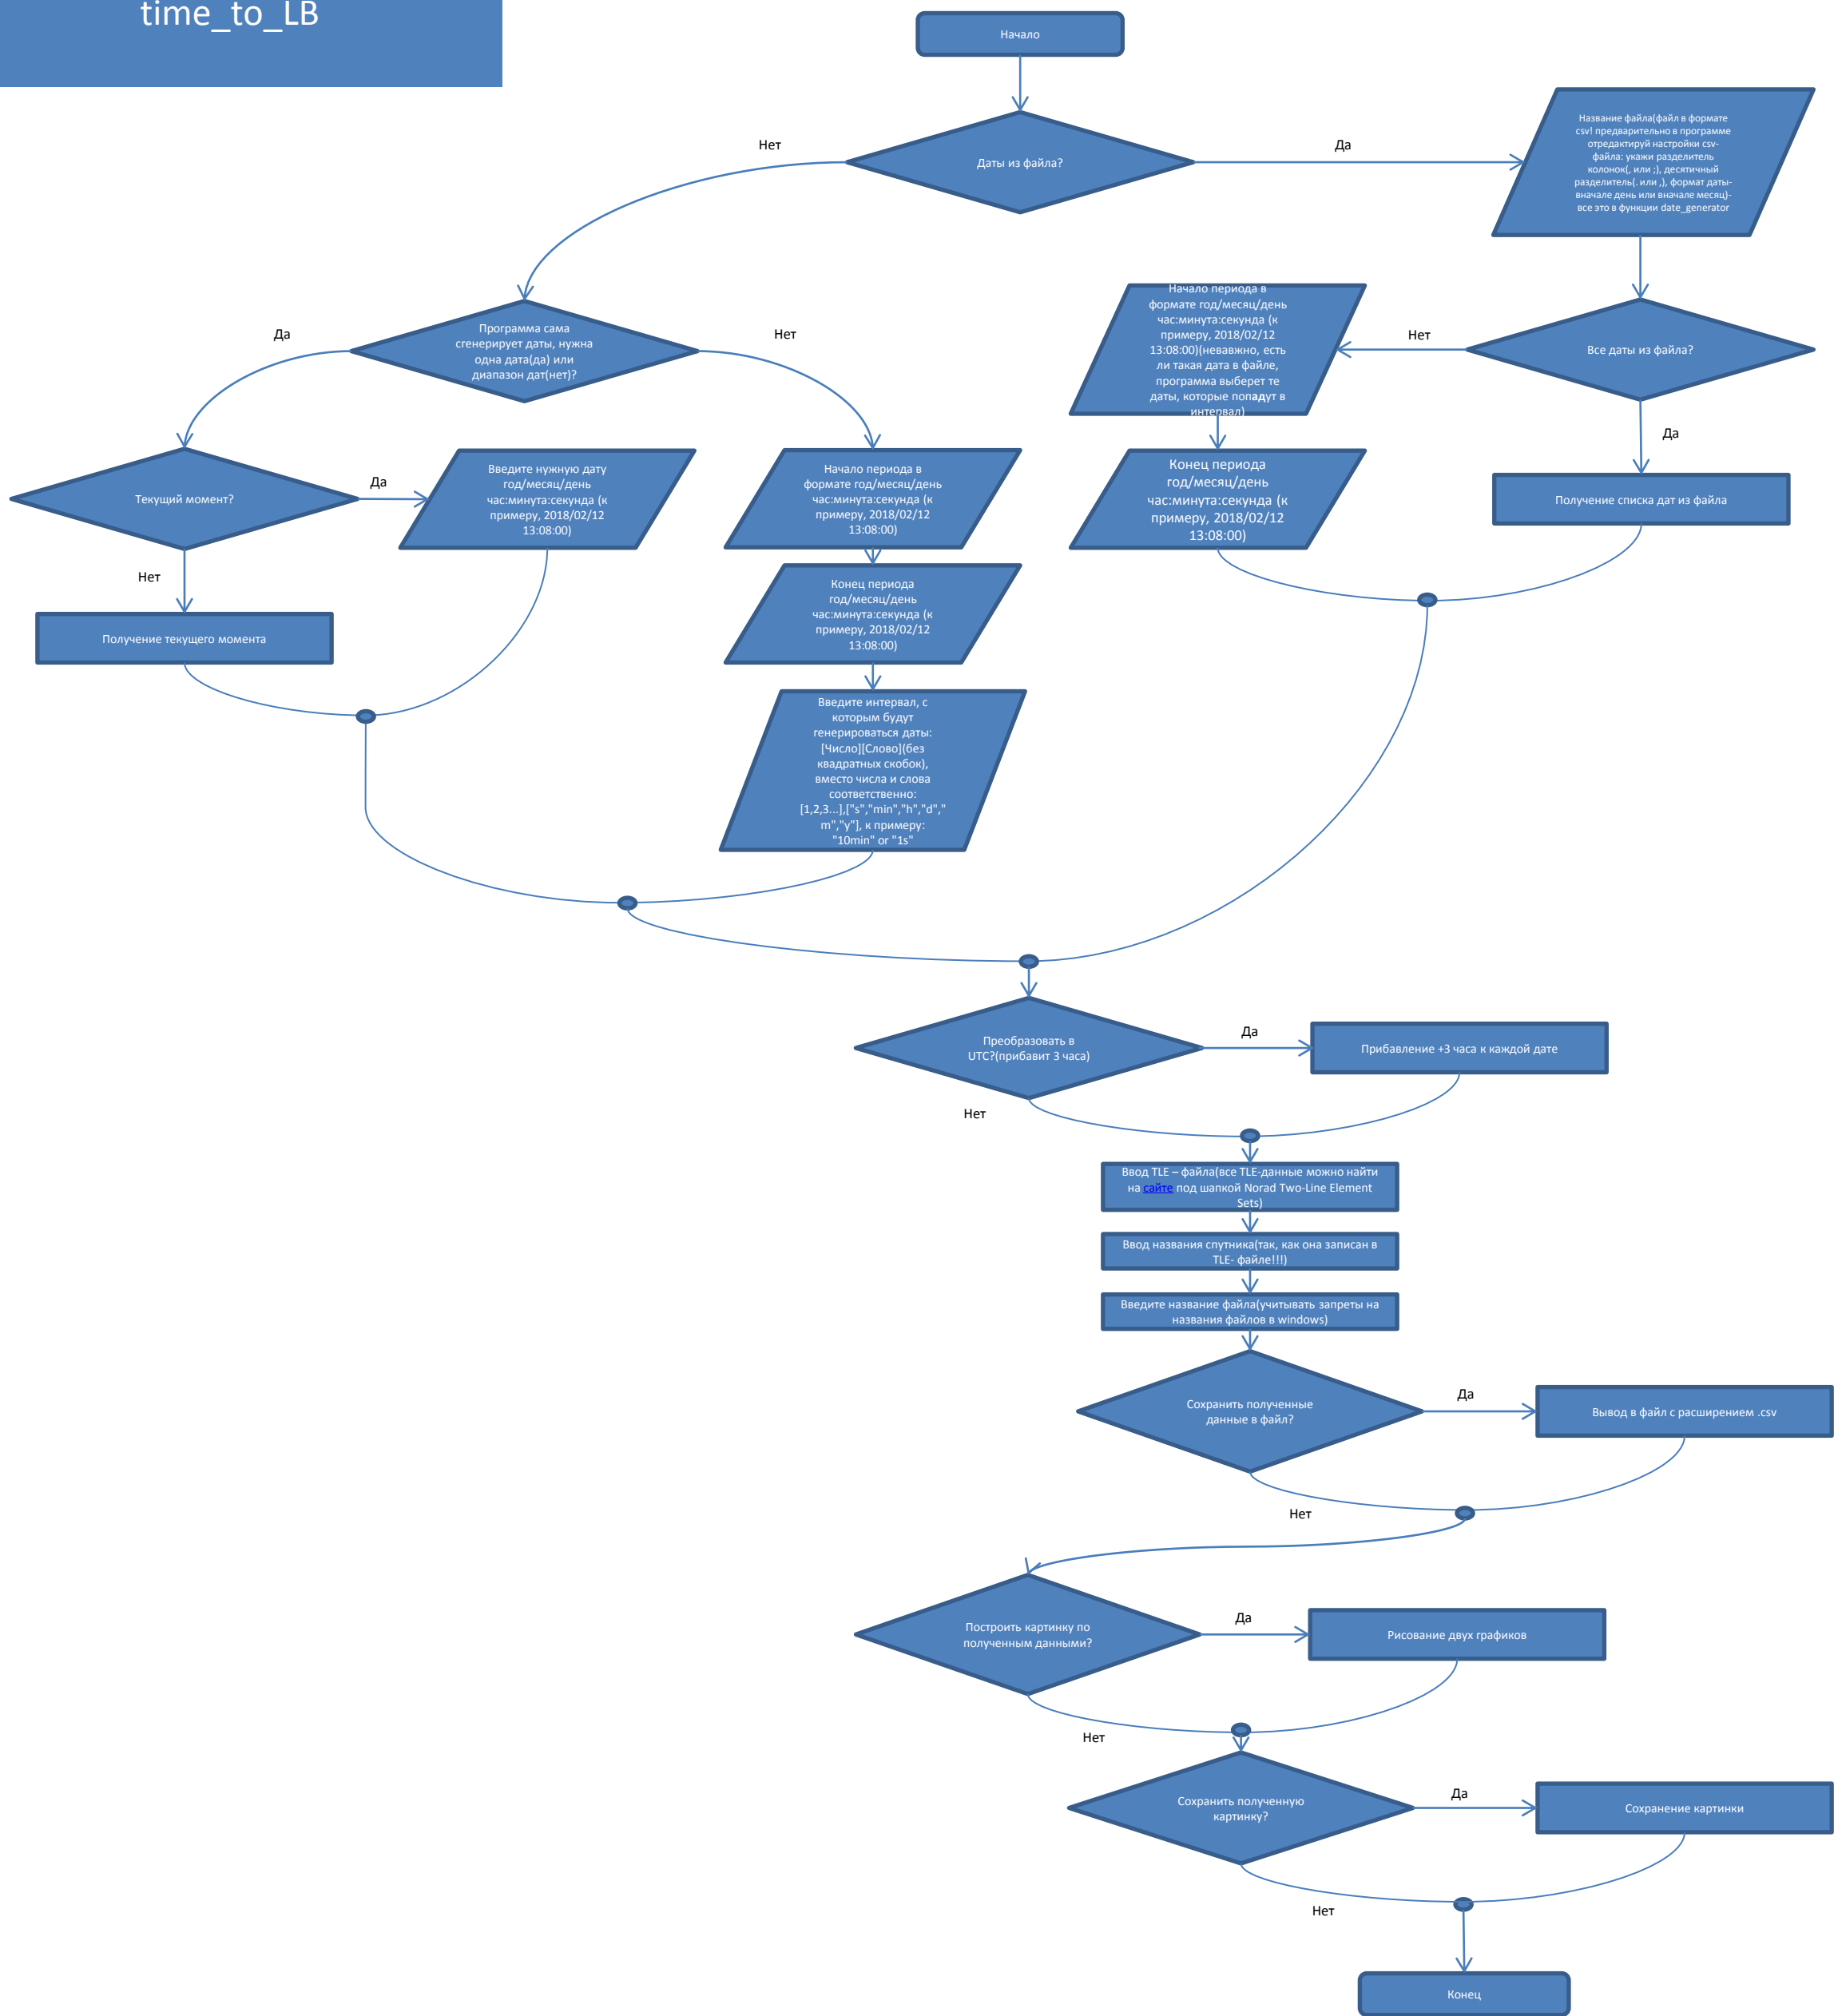 time_to_LB
Начало
Даты из файла?
Нет
Да
Название файла(файл в формате
csv! предварительно в программе
отредактируй настройки csv-
файла: укажи разделитель
колонок(, или ;), десятичный
разделитель(. или ,), формат даты-
вначале день или вначале месяц)-
все это в функции date_generator
Программа сама
сгенерирует даты, нужна
одна дата(да) или
диапазон дат(нет)?
Да
Нет
Начало периода в
формате год/месяц/день
час:минута:секунда (к
примеру, 2018/02/12
13:08:00)(невавжно, есть
ли такая дата в файле,
программа выберет те
даты, которые попадут в
интервал)
Нет
Все даты из файла?
Да
Текущий момент?
Да
Введите нужную дату
год/месяц/день
час:минута:секунда (к
примеру, 2018/02/12
13:08:00)
Начало периода в
формате год/месяц/день
час:минута:секунда (к
примеру, 2018/02/12
13:08:00)
Конец периода
год/месяц/день
час:минута:секунда (к
примеру, 2018/02/12
13:08:00)
Получение списка дат из файла
Нет
Получение текущего момента
Конец периода
год/месяц/день
час:минута:секунда (к
примеру, 2018/02/12
13:08:00)
Введите интервал, с
которым будут
генерироваться даты:
[Число][Слово](без
квадратных скобок),
вместо числа и слова
соответственно:
[1,2,3...],["s","min","h","d","
m","y"], к примеру:
"10min" or "1s"
Преобразовать в
UTC?(прибавит 3 часа)
Да
Прибавление +3 часа к каждой дате
Нет
Ввод TLE – файла(все TLE-данные можно найти
на сайте под шапкой Norad Two-Line Element
Sets)
Ввод названия спутника(так, как она записан в
TLE- файле!!!)
Введите название файла(учитывать запреты на
названия файлов в windows)
Сохранить полученные
данные в файл?
Да
Вывод в файл с расширением .csv
Нет
Построить картинку по
полученным данными?
Да
Рисование двух графиков
Нет
Сохранить полученную
картинку?
Да
Сохранение картинки
Нет
Конец